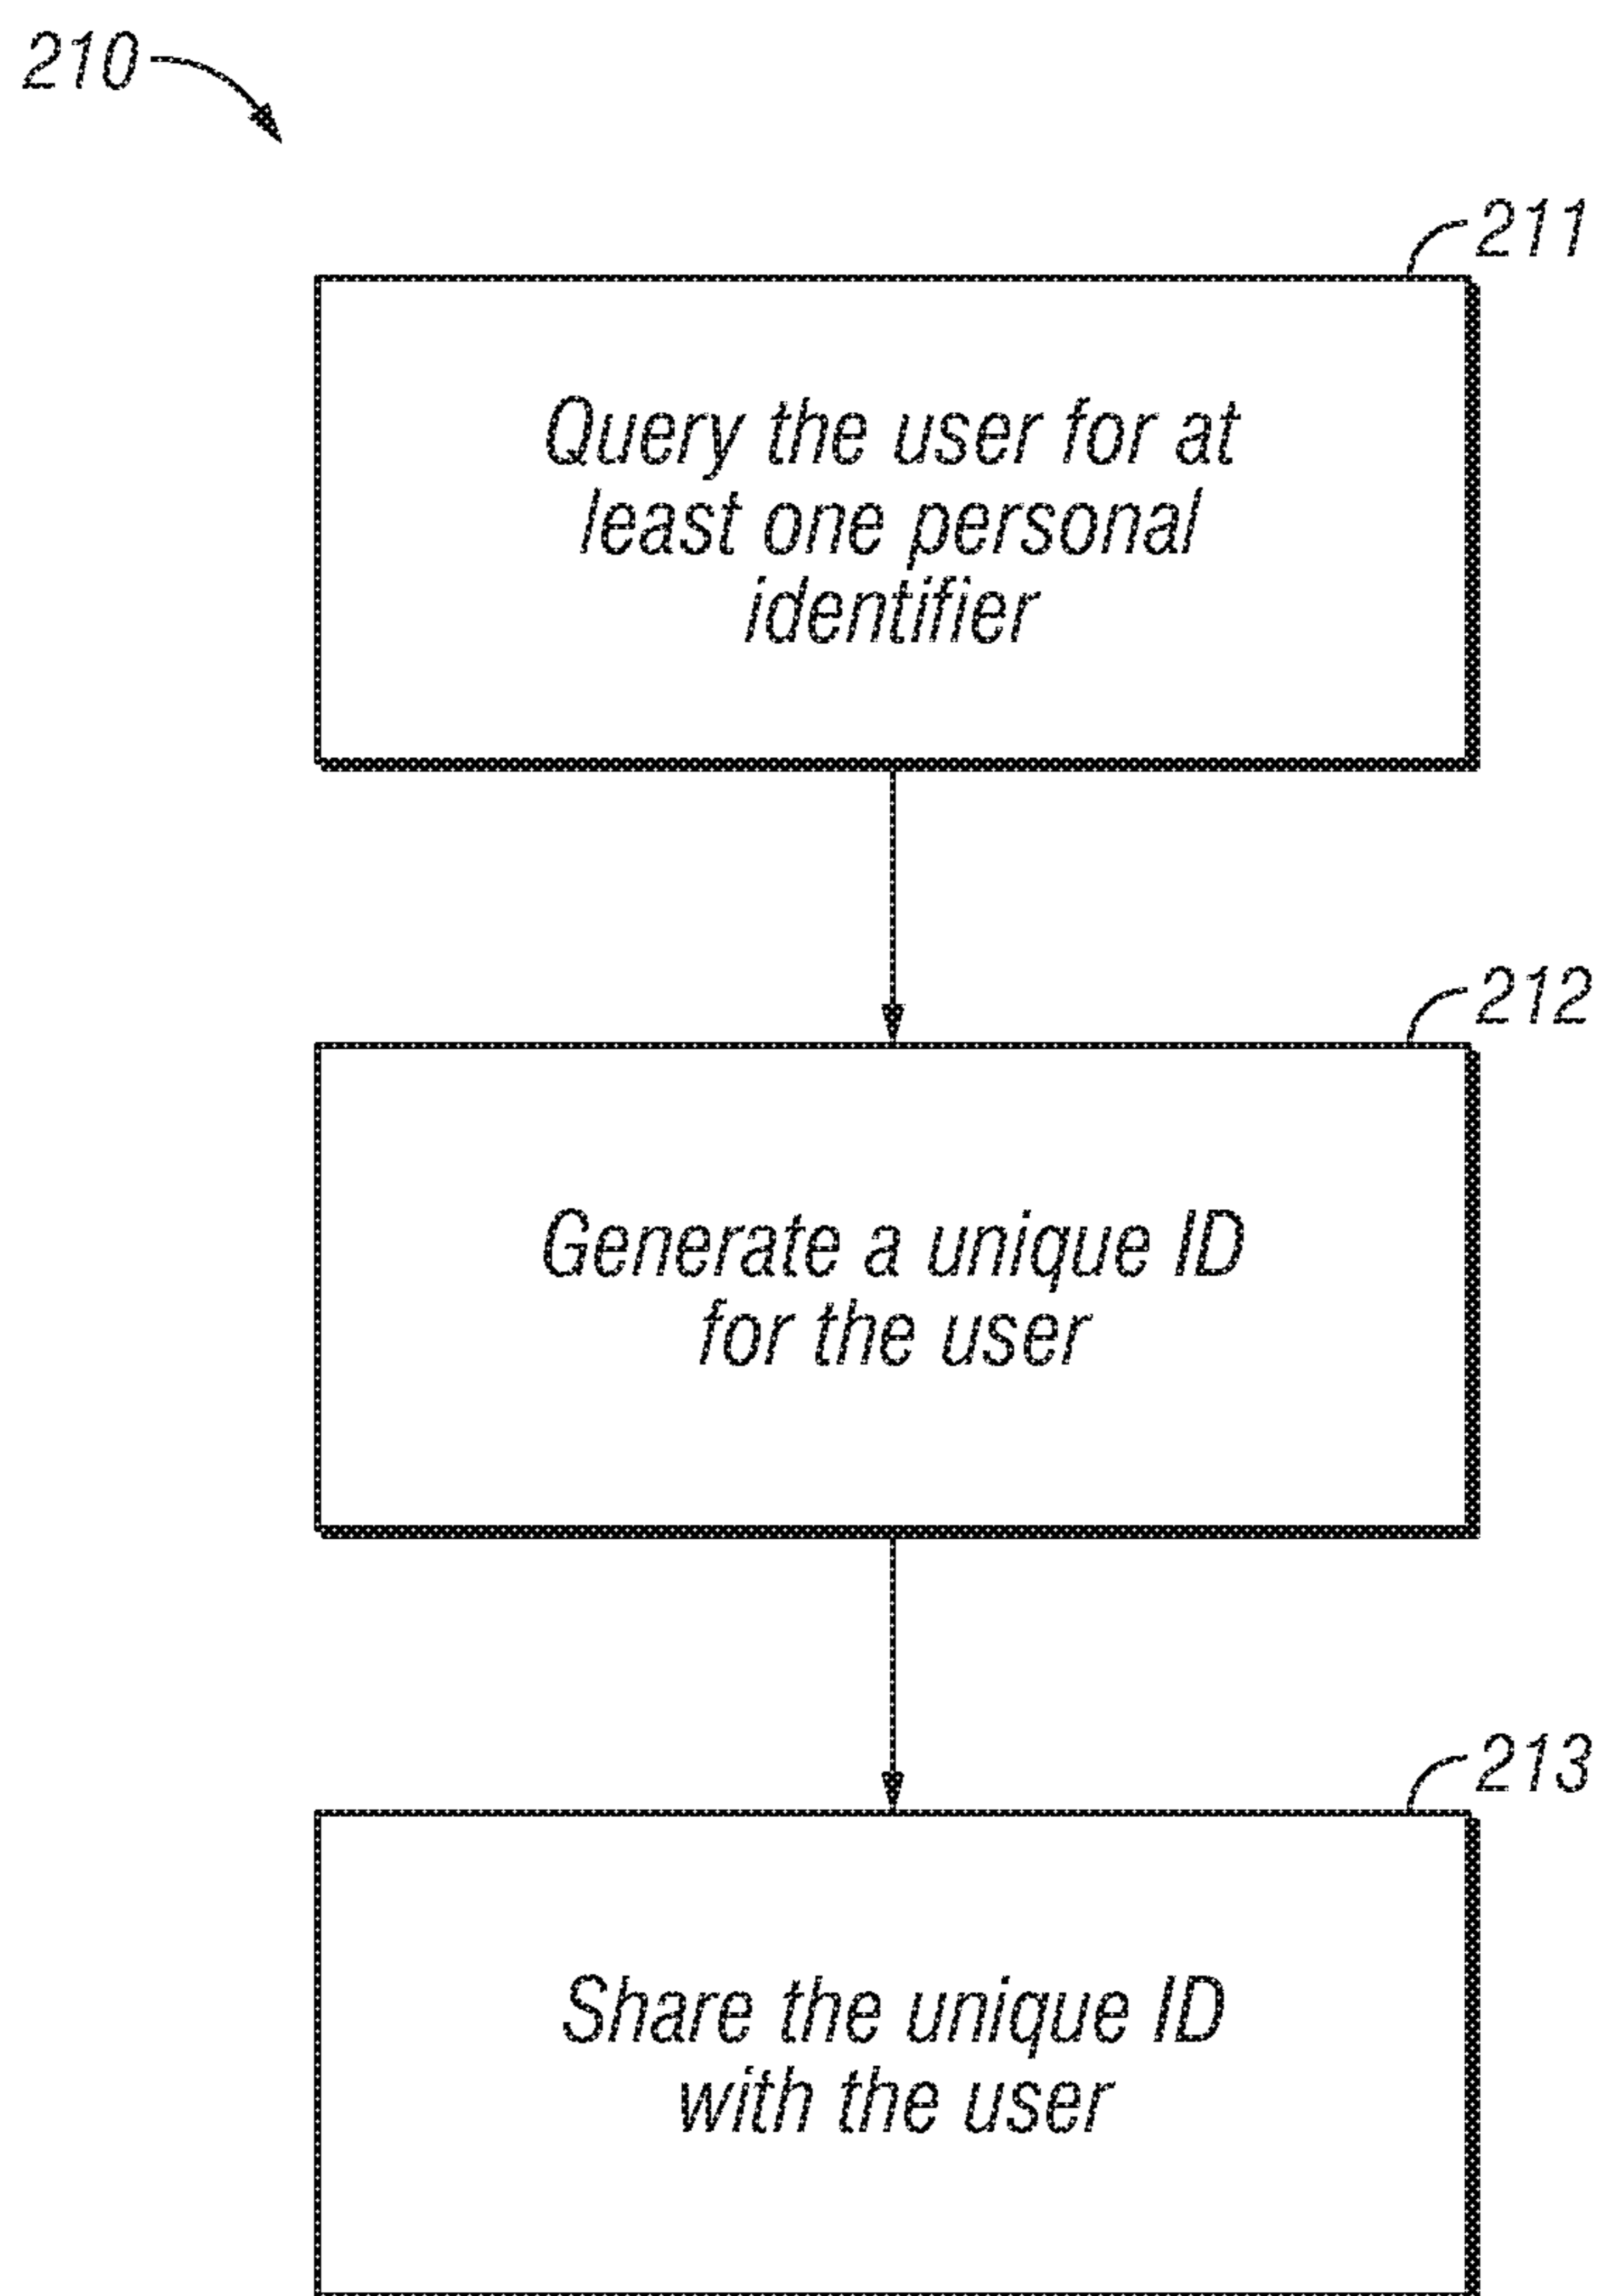 210
211
Query the user for at
least one personal
identifier
212
Generate a unique ID
for the user
213
Share the unique ID
with the user